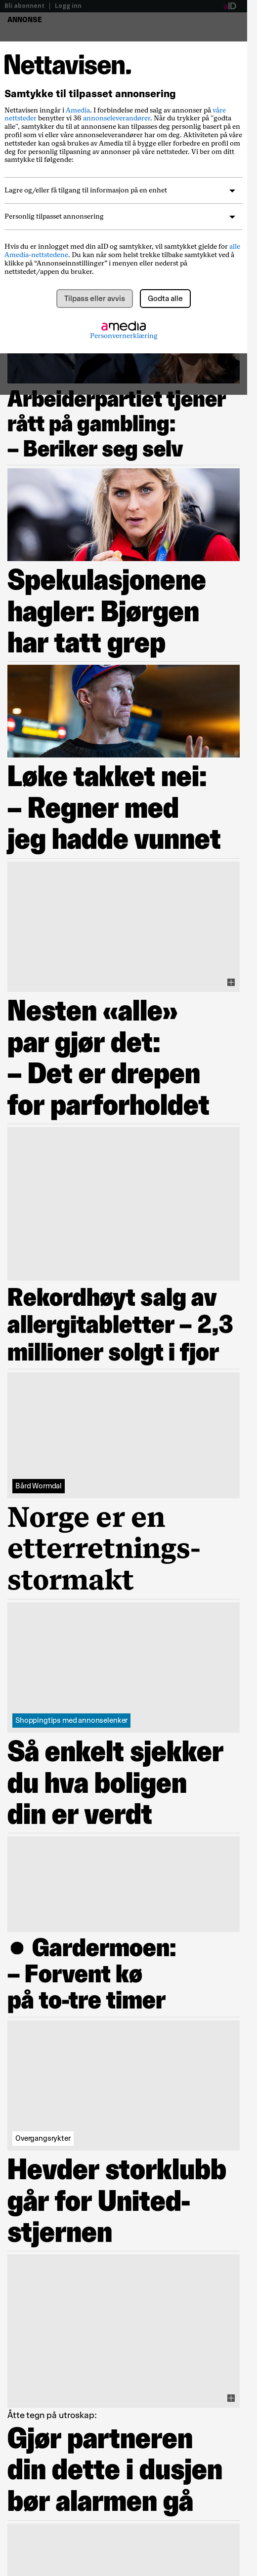 Bli abonnent | Logg inn
aID
ANNONSE
Nettavisen.
Samtykke til tilpasset annonsering
Nettavisen inngår i Amedia. I forbindelse med salg av annonser på våre
nettsteder benytter vi 36 annonseleverandører. Når du trykker på "godta
alle", samtykker du til at annonsene kan tilpasses deg personlig basert på en
profil som vi eller våre annonseleverandører har om deg. Aktiviteten på våre
nettsteder kan også brukes av Amedia til å bygge eller forbedre en profil om
deg for personlig tilpasning av annonser på våre nettsteder. Vi ber om ditt
samtykke til følgende:
Lagre og/eller få tilgang til informasjon på en enhet
Personlig tilpasset annonsering
Hvis du er innlogget med din aID og samtykker, vil samtykket gjelde for alle
Amedia-nettstedene. Du kan når som helst trekke tilbake samtykket ved å
klikke på “Annonseinnstillinger” i menyen eller nederst på
nettstedet/appen du bruker.
Tilpass eller avvis
Godta alle
amedia
Personvernerklæring
Arbeiderpartiet tjener
rått på gambling:
– Beriker seg selv
Spekulasjonene
hagler: Bjørgen
har tatt grep
Løke takket nei:
– Regner med
jeg hadde vunnet
Nesten «alle»
par gjør det:
– Det er drepen
for parforholdet
Rekordhøyt salg av
allergitabletter – 2,3
millioner solgt i fjor
Bård Wormdal
Norge er en
etterretnings-
stormakt
Shoppingtips med annonselenker
Så enkelt sjekker
du hva boligen
din er verdt
● Gardermoen:
– Forvent kø
på to-tre timer
Overgangsrykter
Hevder storklubb
går for United-
stjernen
Åtte tegn på utroskap:
Gjør partneren
din dette i dusjen
bør alarmen gå